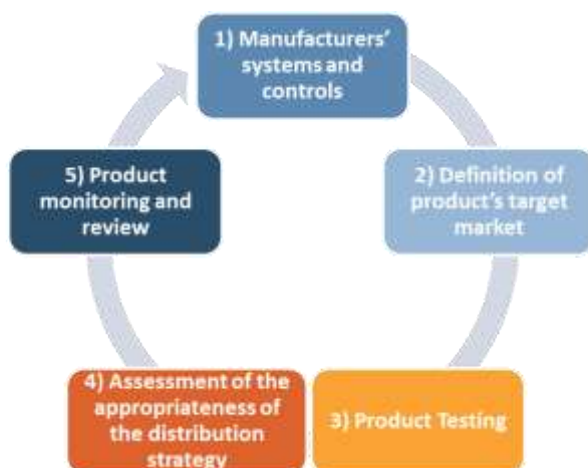 1) Manufacturers'
systems and
controls
2) Definition of
product's target
market
3) Product Testing
4) Assessment of the
appropriateness of
the distribution
strategy
5) Product
monitoring and
review